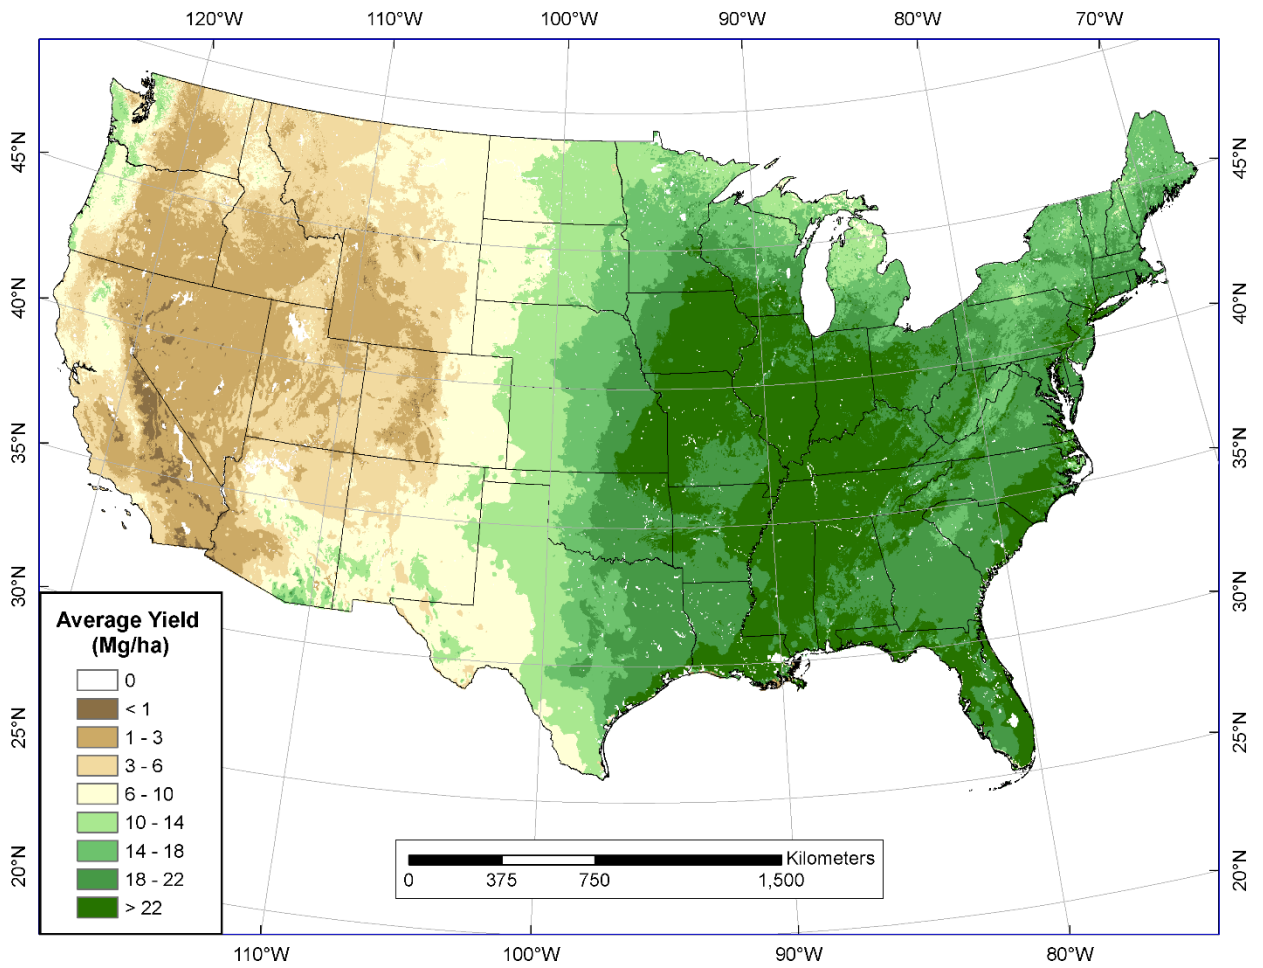 120°W 110°W 100°W 90°W 80°W 70°W
45°N 45°N
40°N 40°N
35°N 35°N
30°N 30°N
25°N 25°N
20°N 20°N
Average Yield
(Mg/ha)
0
< 1
1 - 3
3 - 6
6 - 10
10 - 14
14 - 18
18 - 22
> 22
Kilometers
0 375 750 1,500
110°W 100°W 90°W 80°W